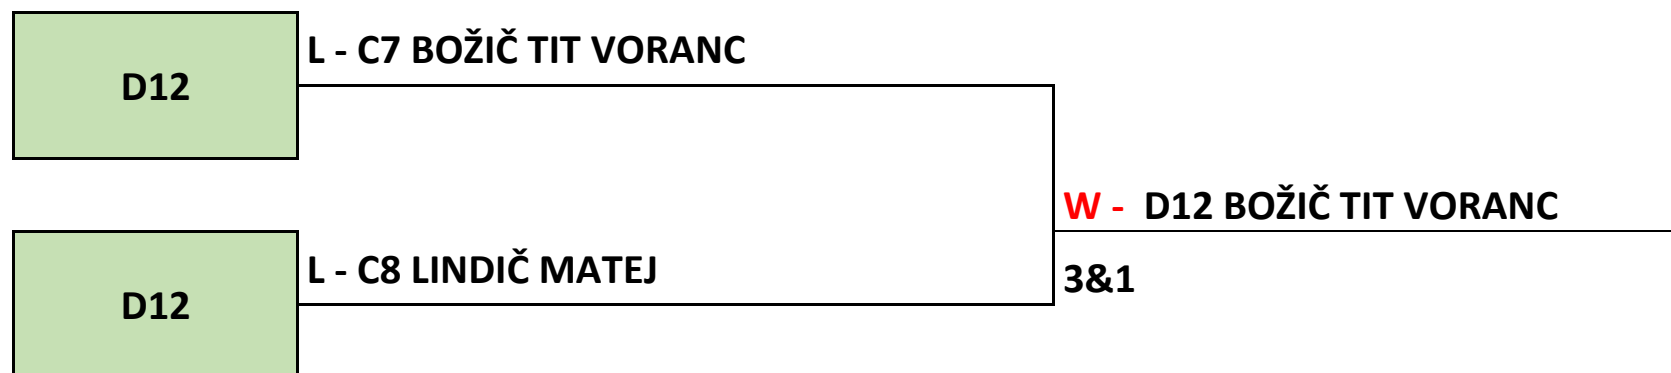 L - C7 BOŽIČ TIT VORANC
D12
W - D12 BOŽIČ TIT VORANC
L - C8 LINDIČ MATEJ
3&1
D12